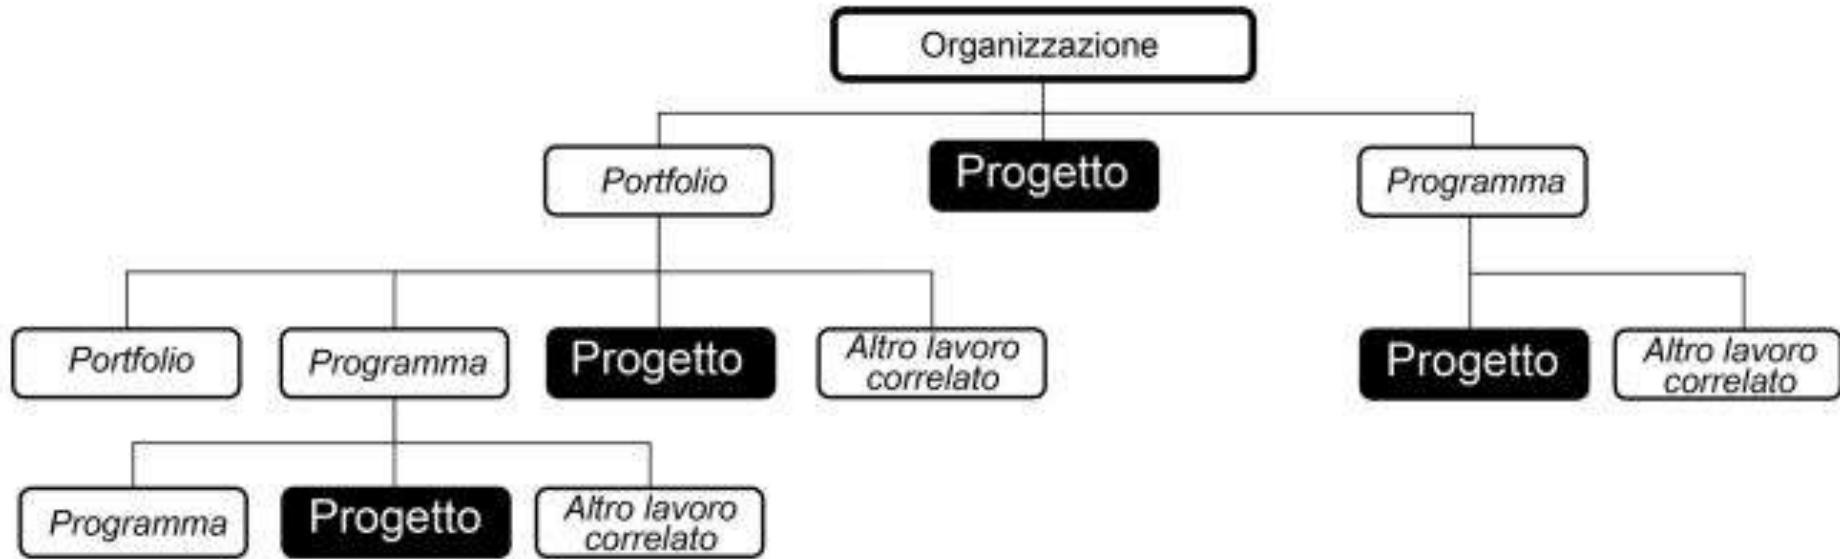 Organizzazione
Portfolio
Progetto
Programma
Portfolio
Programma
Progetto
Altro lavoro
correlato
Progetto
Altro lavoro
correlato
Programma
Progetto
Altro lavoro
correlato